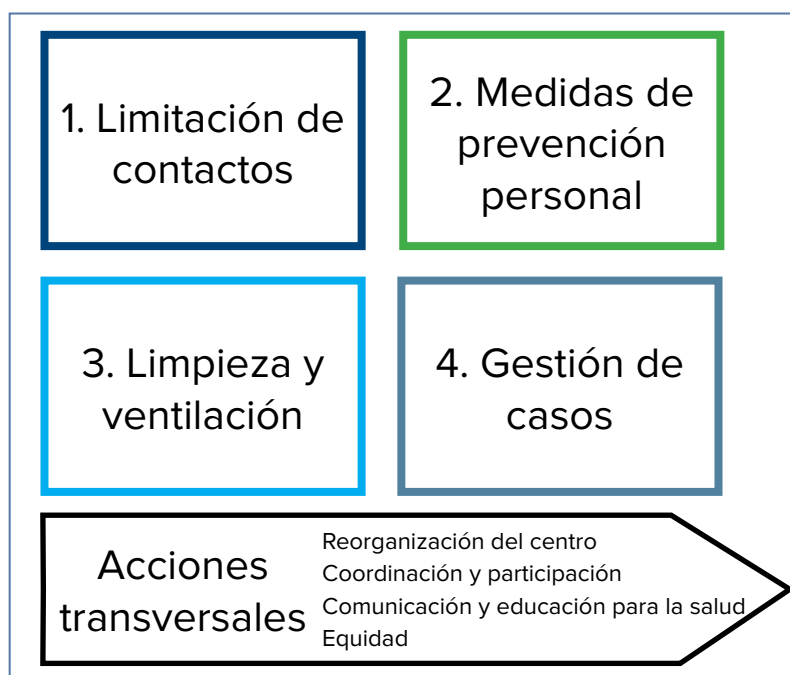 1. Limitación de
contactos
2. Medidas de
prevención
personal
3. Limpieza y
ventilación
4. Gestión de
casos
Acciones
transversales
Reorganización del centro
Coordinación y participación
Comunicación y educación para la salud
Equidad